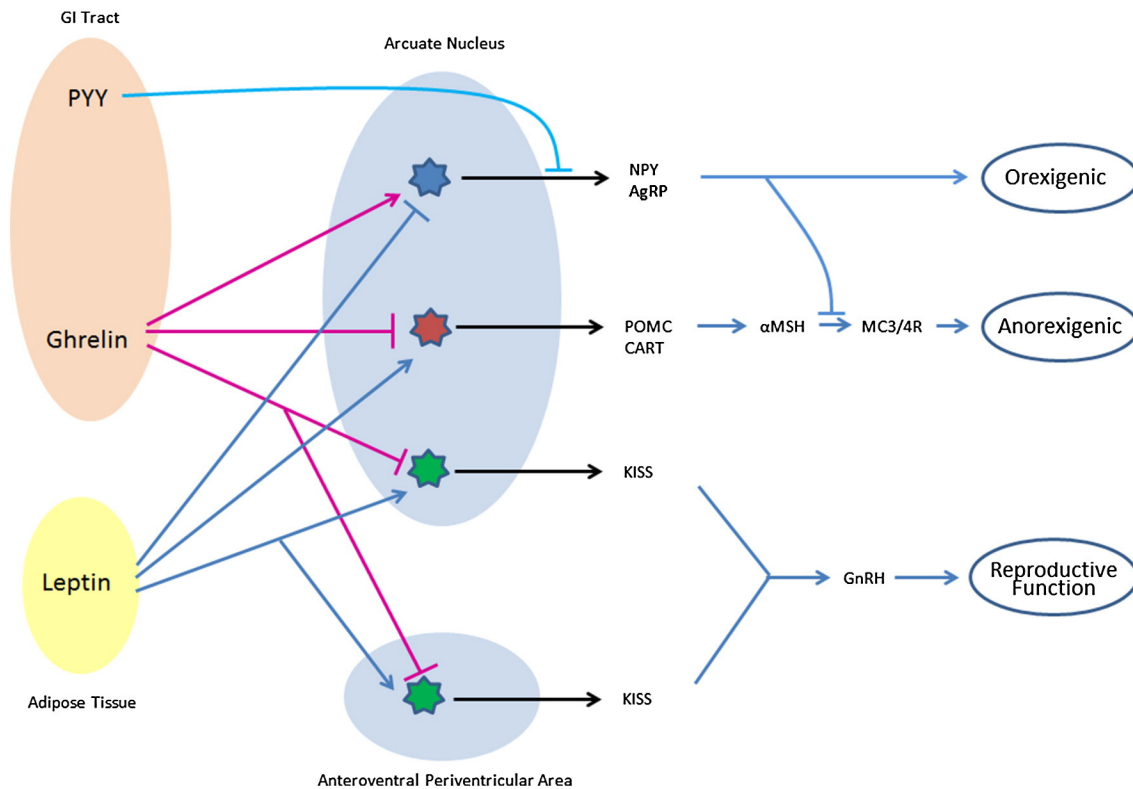 GI Tract
Arcuate Nucleus
PYY
NPY
AgRP
Orexigenic
Ghrelin
POMC
CART
αMSH
MC3/4R
Anorexigenic
KISS
Leptin
GnRH
Reproductive
Function
Adipose Tissue
KISS
Anteroventral Periventricular Area